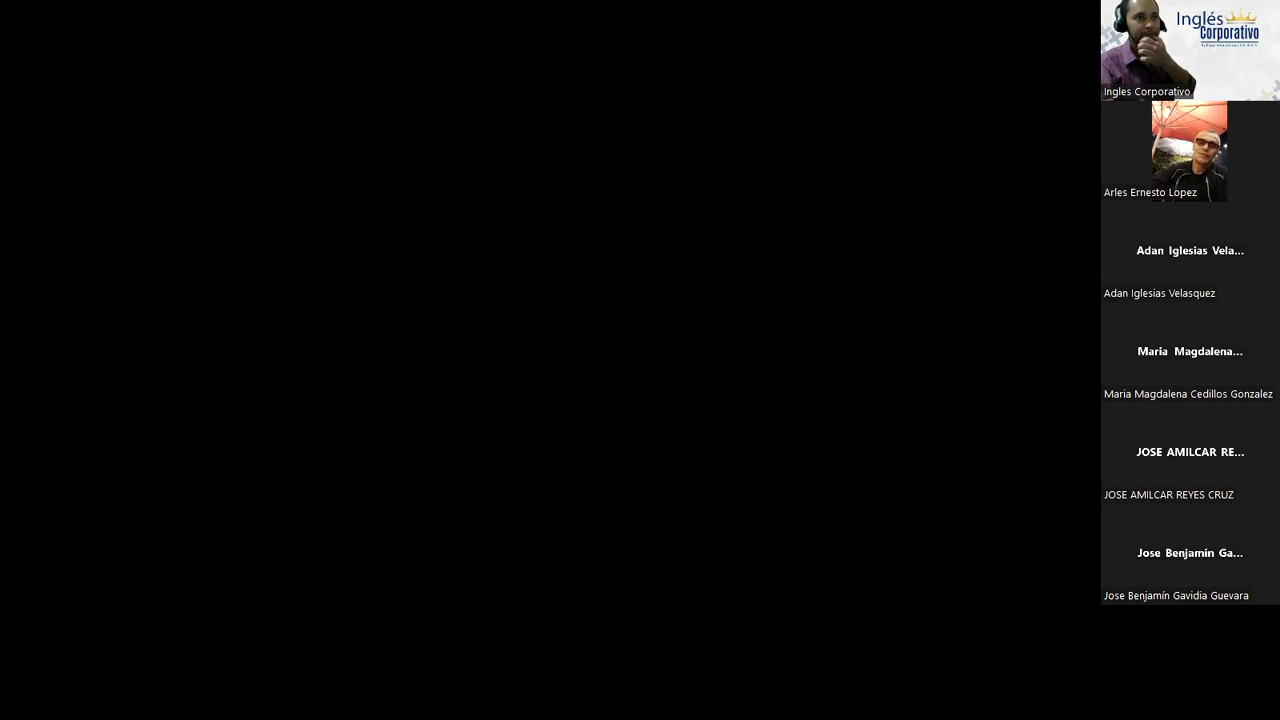 Inglés
Corporativo
Ingles Corporativo
Arles Ernesto Lopez
Adan Iglesias Vela...
Adan Iglesias Velasquez
Maria Magdalena...
Maria Magdalena Cedillos Gonzalez
JOSE AMILCAR RE...
JOSE AMILCAR REYES CRUZ
Jose Benjamín Ga...
Jose Benjamín Gavidia Guevara